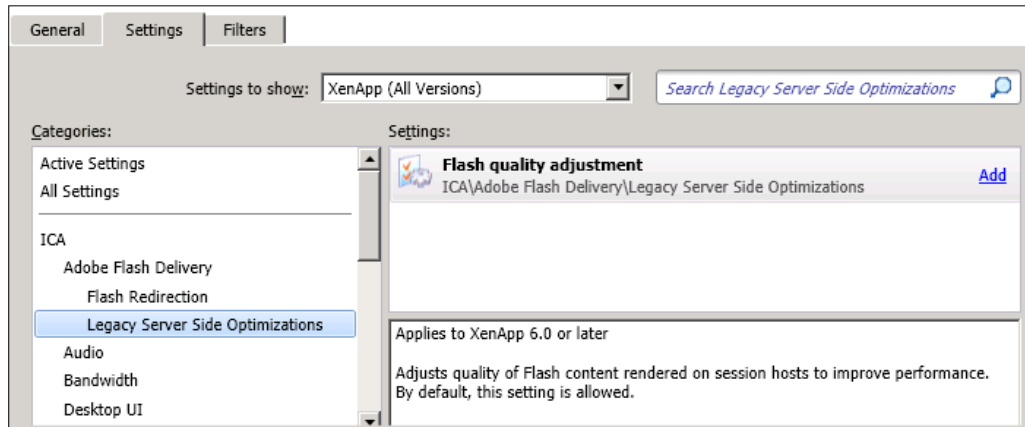 General Settings Filters
Settings to show: XenApp (All Versions) Search Legacy Server Side Optimizations
Categories:
Active Settings
All Settings
ICA
Adobe Flash Delivery
Flash Redirection
Legacy Server Side Optimizations
Audio
Bandwidth
Desktop UI
Settings:
Flash quality adjustment
ICA\Adobe Flash Delivery\Legacy Server Side Optimizations Add
Applies to XenApp 6.0 or later
Adjusts quality of Flash content rendered on session hosts to improve performance.
By default, this setting is allowed.